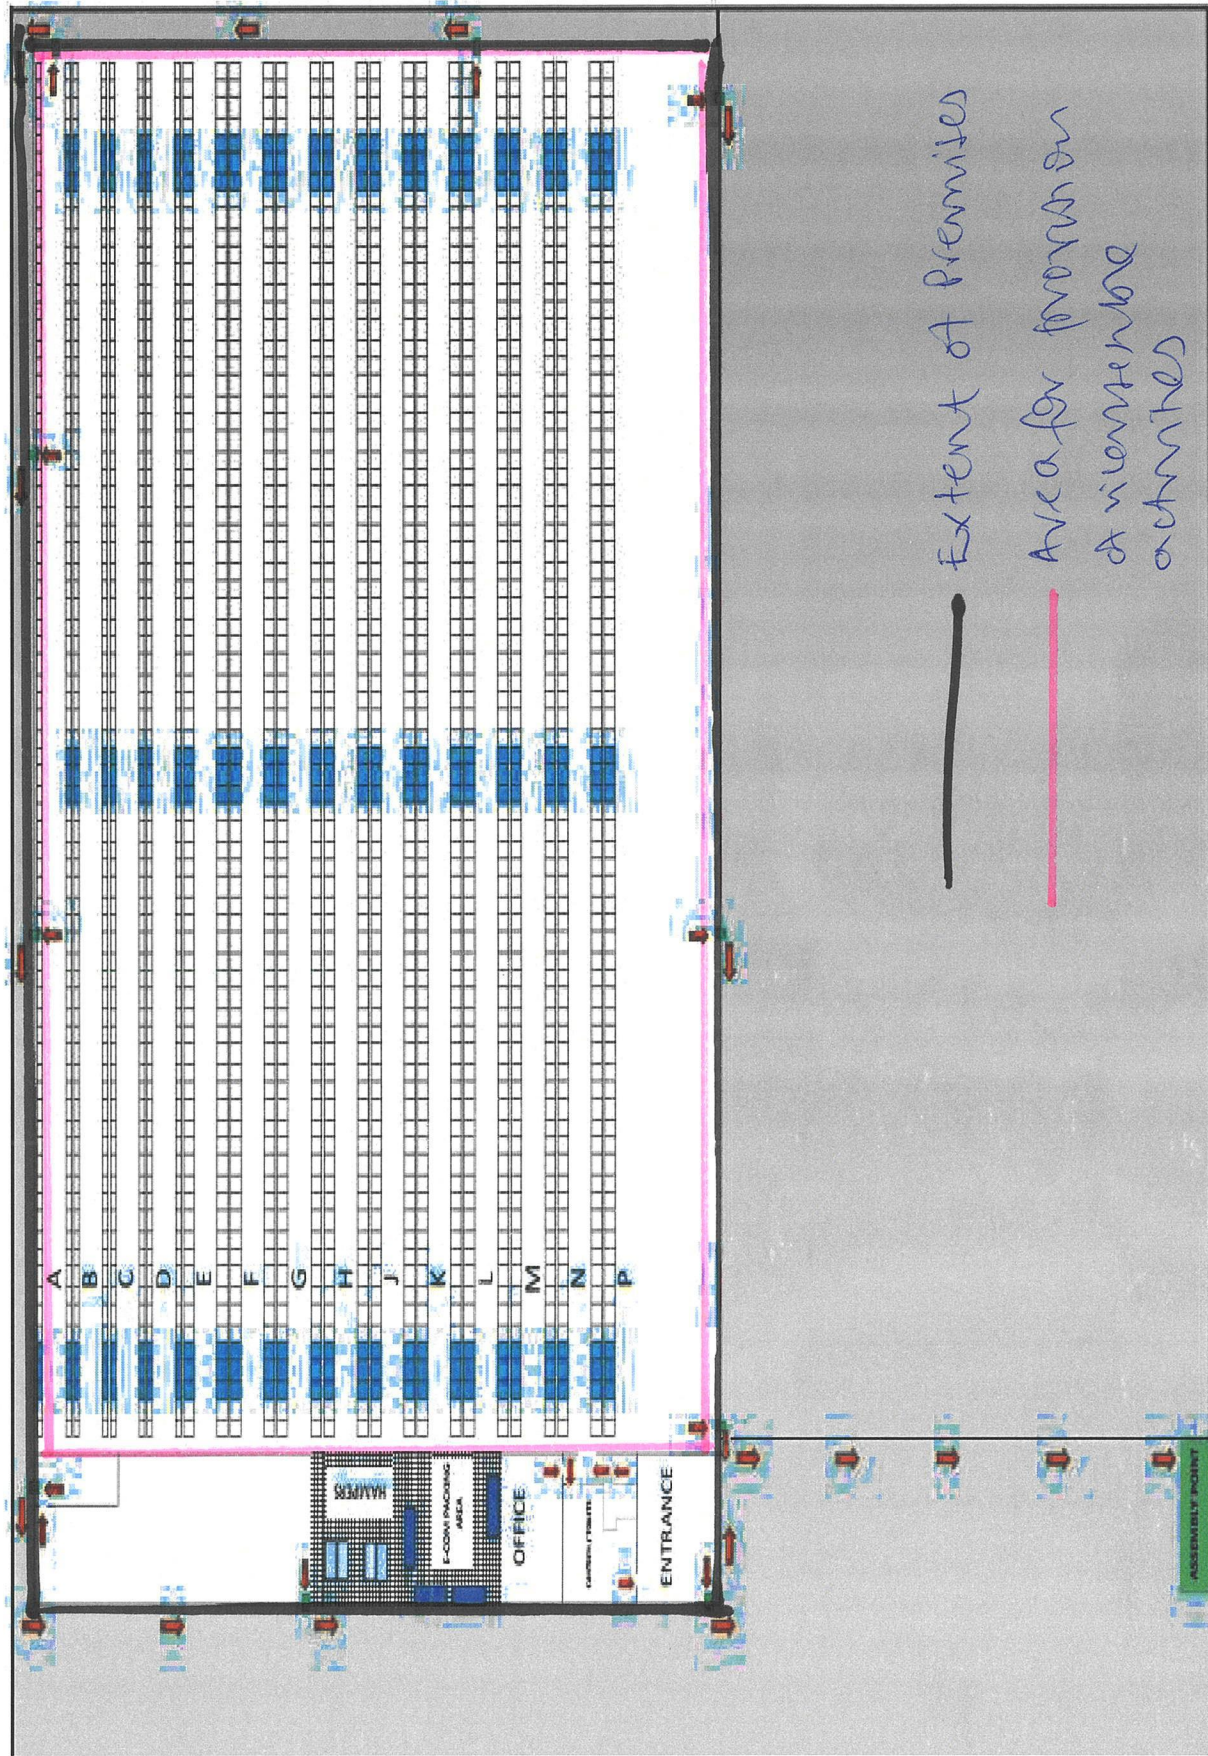 Extent of Premises
Area for provision
of licensable
activities
A
B
C
D
E
F
G
H
J
K
L
M
N
P
HAMPERS
E-COM PACKING
AREA
OFFICE
ENTRANCE
ASSEMBLY POINT